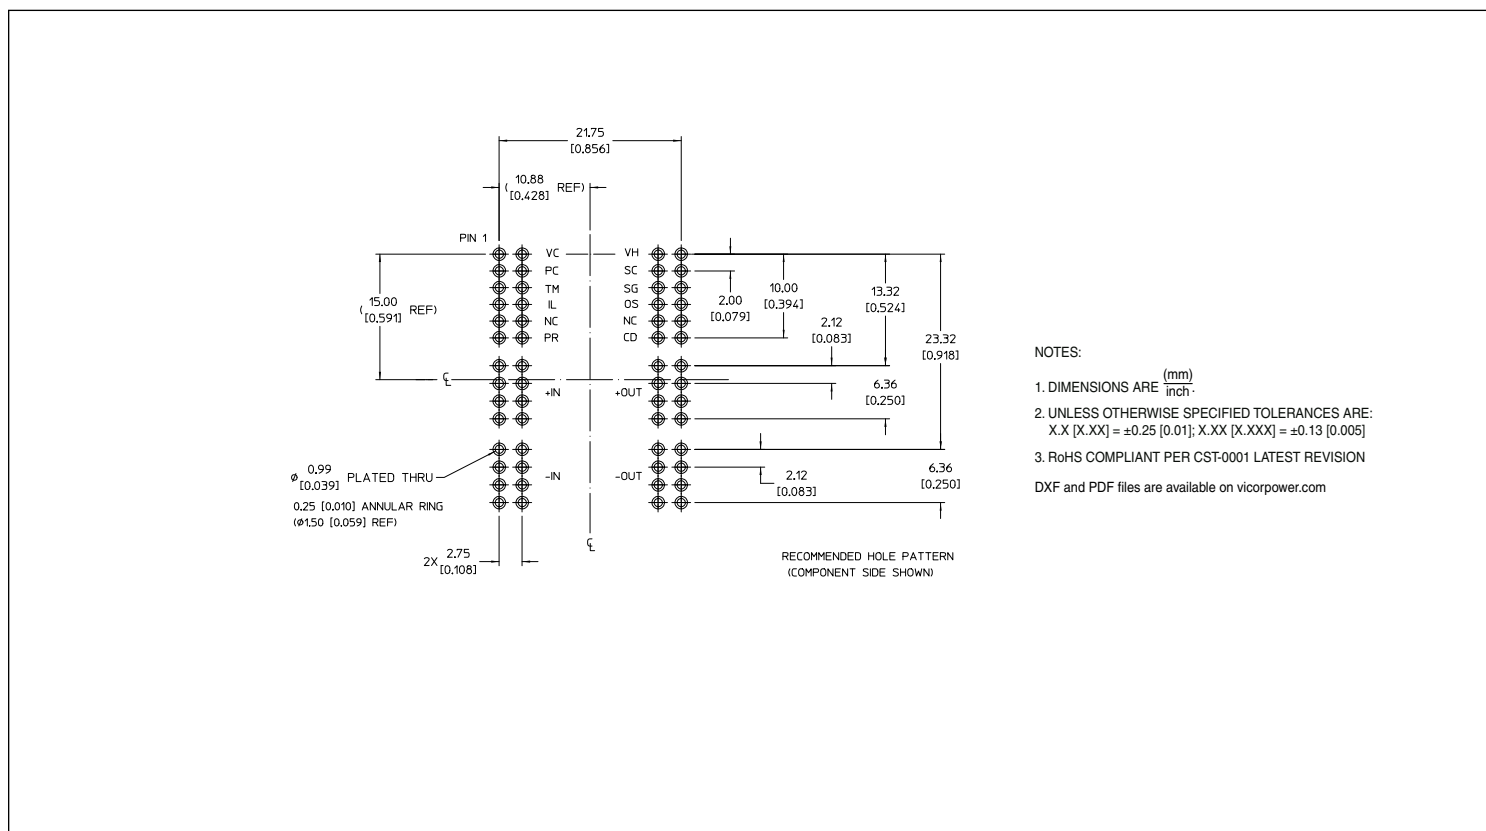 21.75
[0.856]
( 10.88 REF)
[0.428]
PIN 1
VC VH
PC SC
TM SG
IL OS
NC NC
PR CD
( 15.00 REF)
[0.591]
2.00
[0.079]
10.00
[0.394]
13.32
[0.524]
2.12
[0.083]
23.32
[0.918]
℄
+IN +OUT
6.36
[0.250]
Ø 0.99 PLATED THRU
[0.039]
0.25 [0.010] ANNULAR RING
(Ø1.50 [0.059] REF)
-IN -OUT
2.12
[0.083]
6.36
[0.250]
℄
2X 2.75
[0.108]
RECOMMENDED HOLE PATTERN
(COMPONENT SIDE SHOWN)
NOTES:
1. DIMENSIONS ARE (mm)/inch.
2. UNLESS OTHERWISE SPECIFIED TOLERANCES ARE:
X.X [X.XX] = ±0.25 [0.01]; X.XX [X.XXX] = ±0.13 [0.005]
3. RoHS COMPLIANT PER CST-0001 LATEST REVISION
DXF and PDF files are available on vicorpower.com